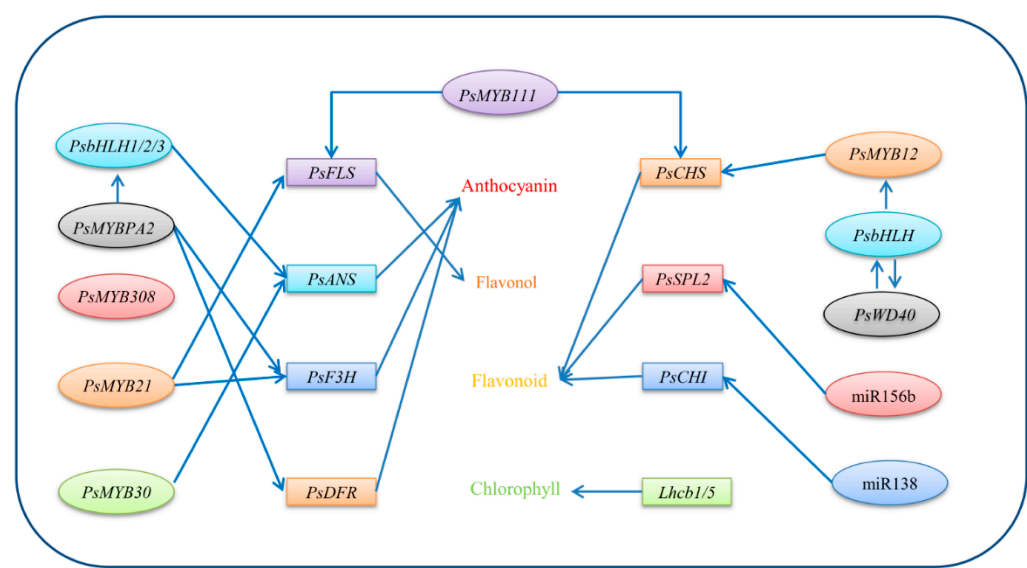 PsMYB111
PsbHLH1/2/3
PsFLS
PsCHS
PsMYB12
Anthocyanin
PsMYBPA2
PsbHLH
PsMYB308
PsANS
Flavonol
PsSPL2
PsWD40
PsMYB21
PsF3H
Flavonoid
PsCHI
miR156b
PsMYB30
PsDFR
Chlorophyll
Lhcb1/5
miR138